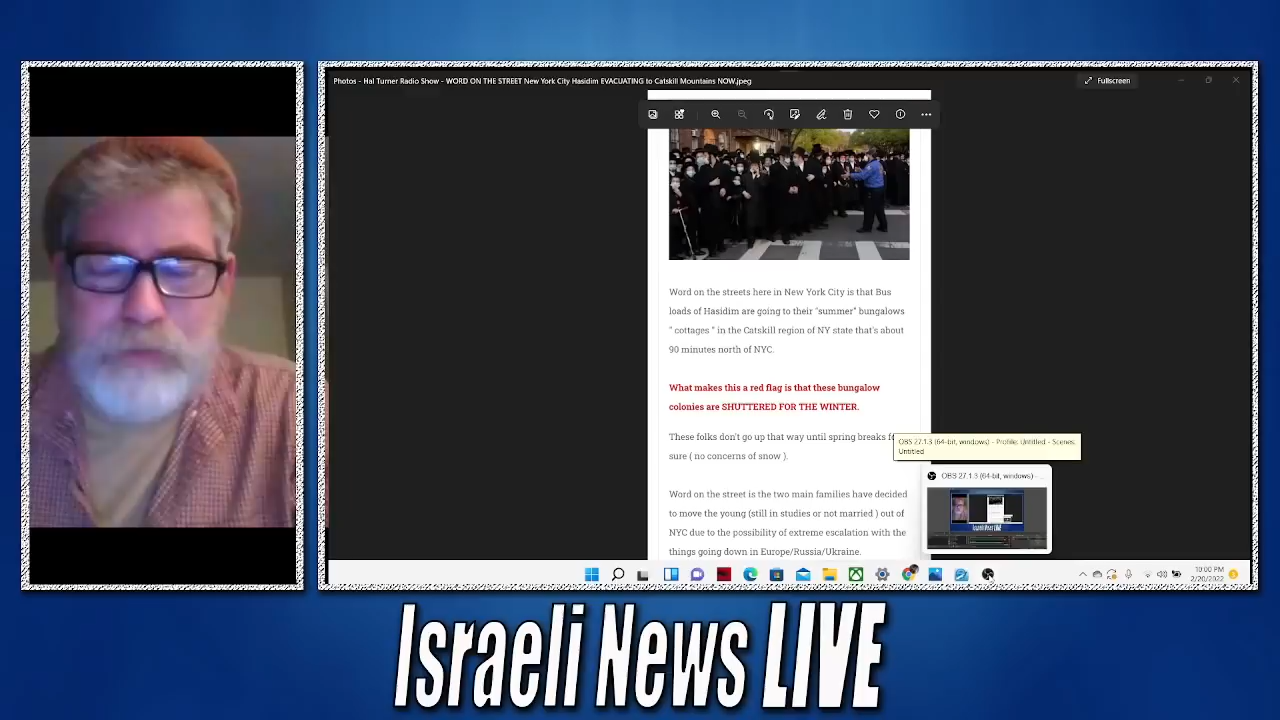 Photos - Hal Turner Radio Show - WORD ON THE STREET New York City Hasidim EVACUATING to Catskill Mountains NOW.jpeg
Fullscreen
Word on the streets here in New York City is that Bus
loads of Hasidim are going to their "summer" bungalows
" cottages " in the Catskill region of NY state that's about
90 minutes north of NYC.
What makes this a red flag is that these bungalow
colonies are SHUTTERED FOR THE WINTER.
These folks don't go up that way until spring breaks
sure ( no concerns of snow ).
OBS 27.1.3 (64-bit, windows) - Profile: Untitled - Scenes:
Untitled
OBS 27.1.3 (64-bit, windows) - ...
Word on the street is the two main families have decided
to move the young (still in studies or not married ) out of
NYC due to the possibility of extreme escalation with the
things going down in Europe/Russia/Ukraine.
10:00 PM
2/20/2022
Israeli News LIVE